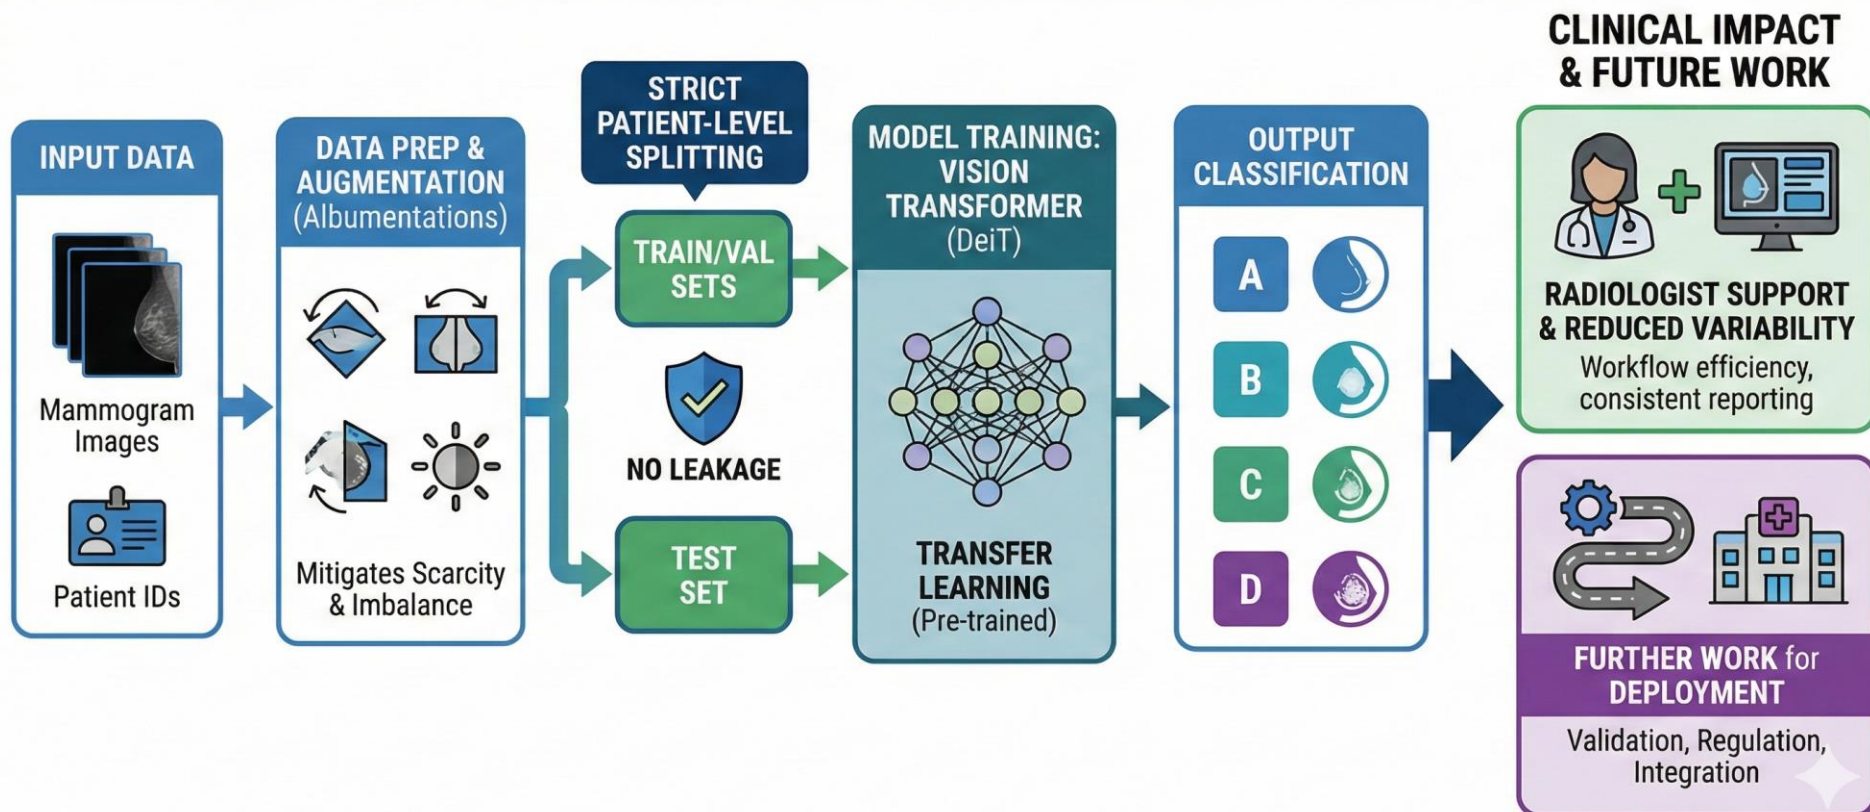 INPUT DATA
Mammogram
Images
Patient IDs
DATA PREP &
AUGMENTATION
(Albumentations)
Mitigates Scarcity
& Imbalance
STRICT
PATIENT-LEVEL
SPLITTING
TRAIN/VAL
SETS
NO LEAKAGE
TEST
SET
MODEL TRAINING:
VISION
TRANSFORMER
(DeiT)
TRANSFER
LEARNING
(Pre-trained)
OUTPUT
CLASSIFICATION
A
B
C
D
CLINICAL IMPACT
& FUTURE WORK
RADIOLOGIST SUPPORT
& REDUCED VARIABILITY
Workflow efficiency,
consistent reporting
FURTHER WORK for
DEPLOYMENT
Validation, Regulation,
Integration